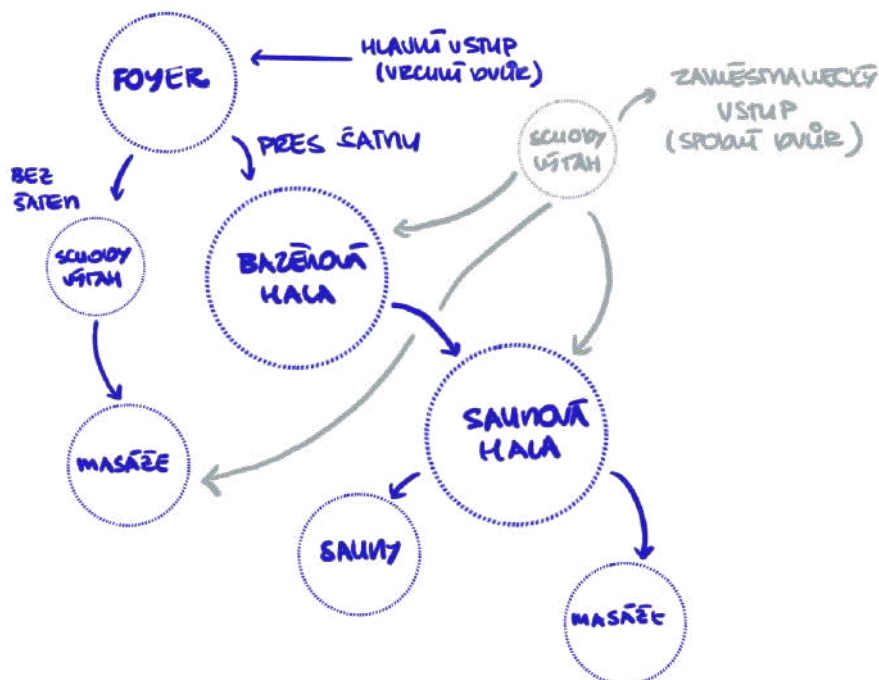 FOYER
HLAVNÍ VSTUP
(VRCHNÍ DVŮR)
ZAMĚSTNANECKÝ
VSTUP
(SPODNÍ DVŮR)
SCHODY
VÝTAH
PŘES ŠATNU
BEZ
ŠATEN
SCHODY
VÝTAH
BAZÉNOVÁ
HALA
SAUNOVÁ
HALA
MASÁŽE
SAUNY
MASÁŽE